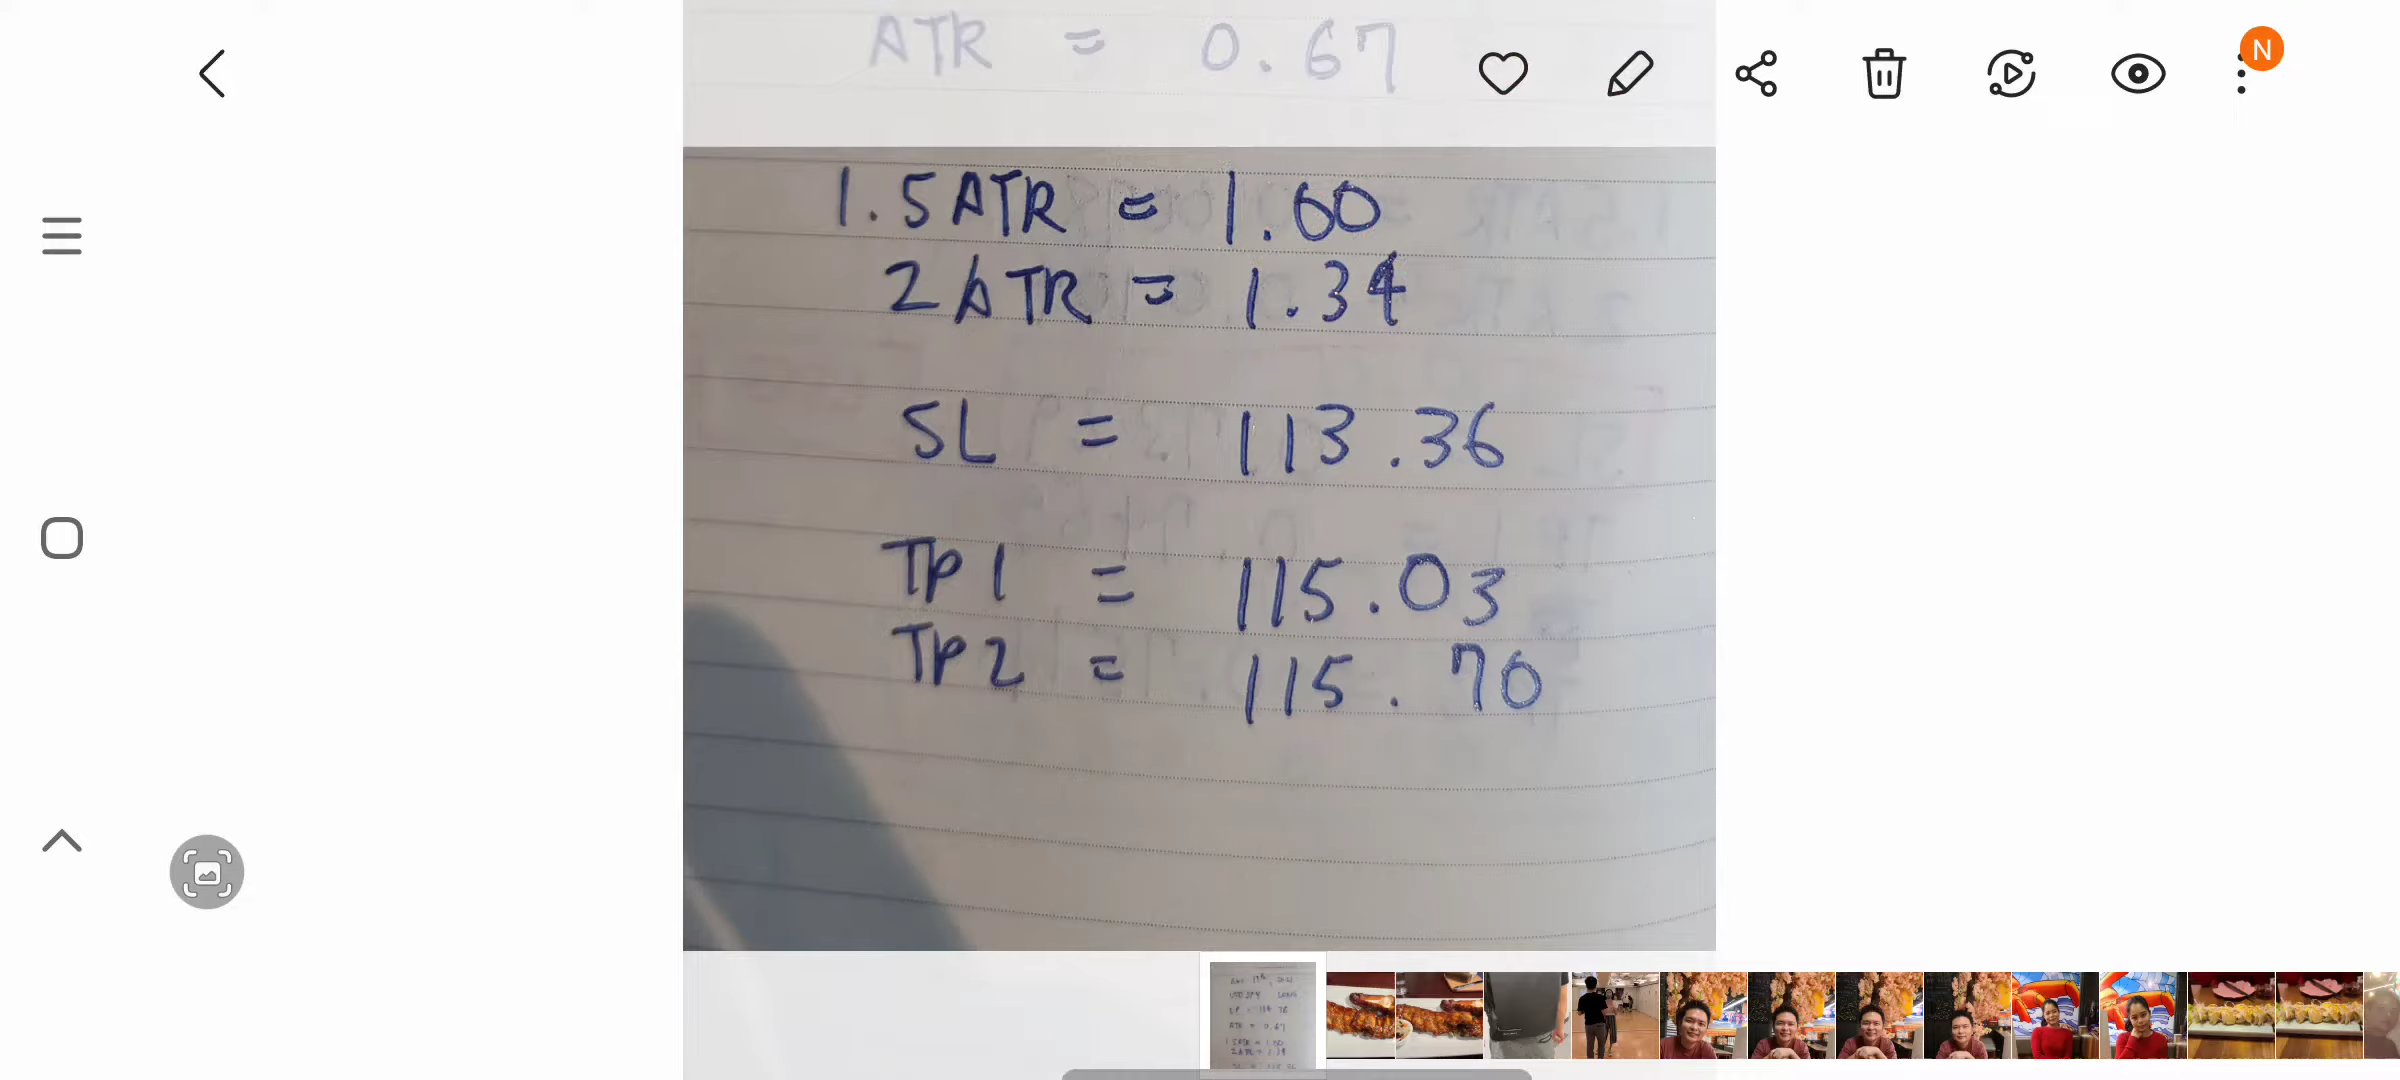 ATR = 0.67
N
1.5ATR = 1.60
2ATR = 1.34
SL = 113.36
TP1 = 115.03
TP2 = 115.70